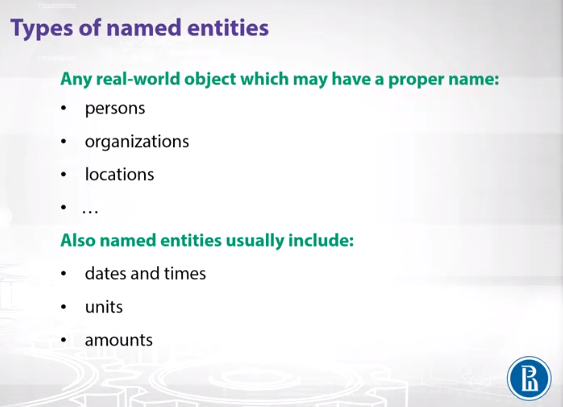 Types of named entities
Any real-world object which may have a proper name:
• persons
• organizations
• locations
• …
Also named entities usually include:
• dates and times
• units
• amounts